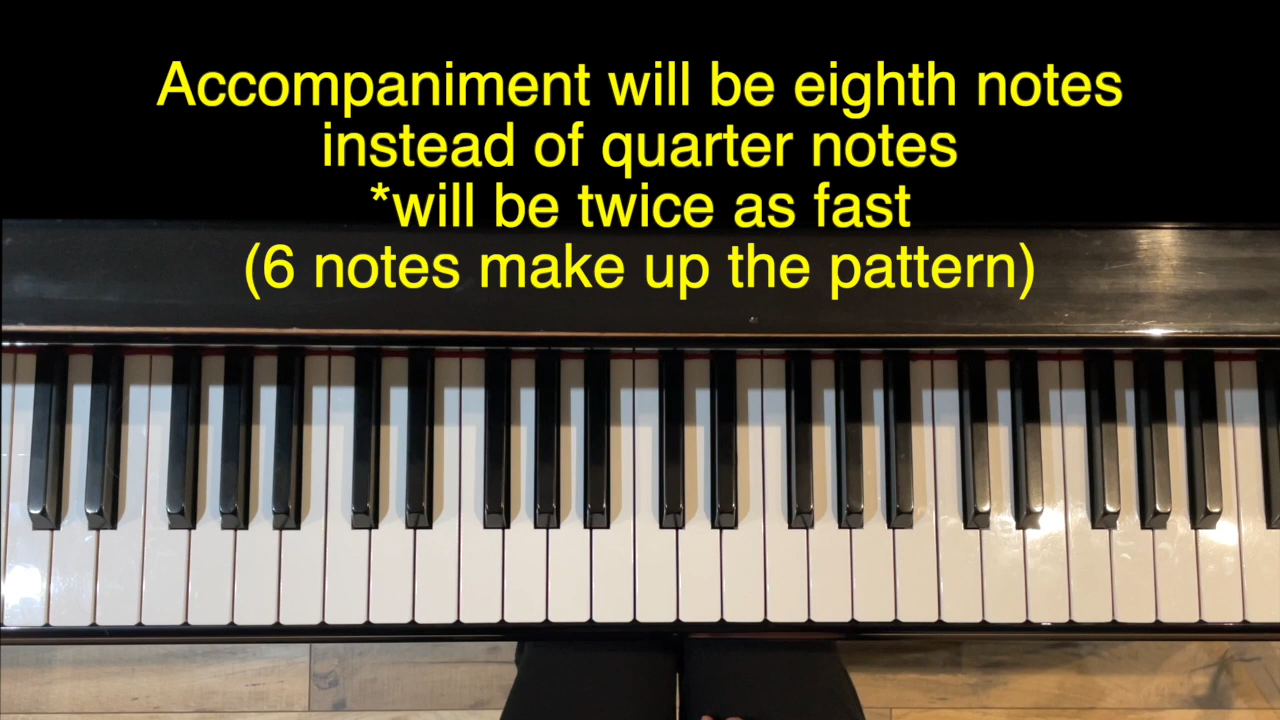 Accompaniment will be eighth notes
instead of quarter notes
*will be twice as fast
(6 notes make up the pattern)